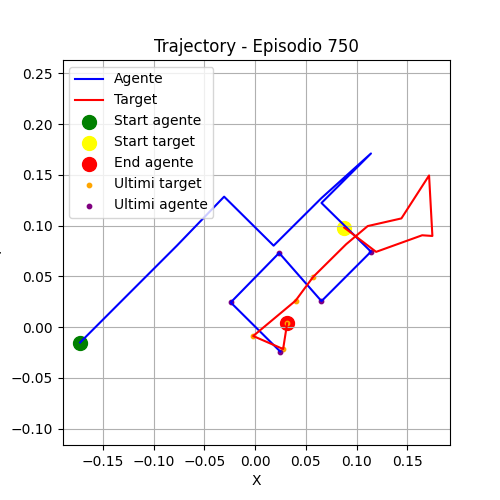 Trajectory - Episodio 750
Agente
Target
Start agente
Start target
End agente
Ultimi target
Ultimi agente
0.25
0.20
0.15
0.10
0.05
0.00
−0.05
−0.10
−0.15
−0.10
−0.05
0.00
0.05
0.10
0.15
X